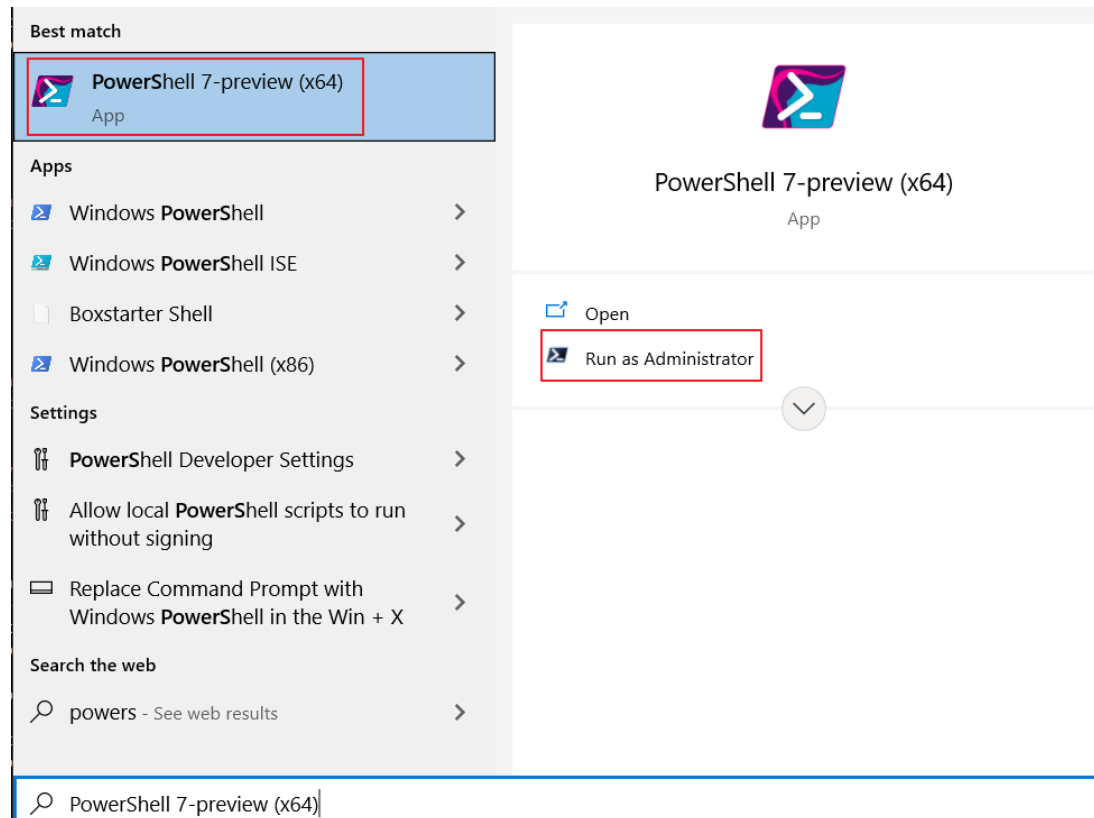 Best match
PowerShell 7-preview (x64)
App
Apps
Windows PowerShell
Windows PowerShell ISE
Boxstarter Shell
Windows PowerShell (x86)
Settings
PowerShell Developer Settings
Allow local PowerShell scripts to run
without signing
Replace Command Prompt with
Windows PowerShell in the Win + X
Search the web
powers - See web results
PowerShell 7-preview (x64)
App
Open
Run as Administrator
PowerShell 7-preview (x64)